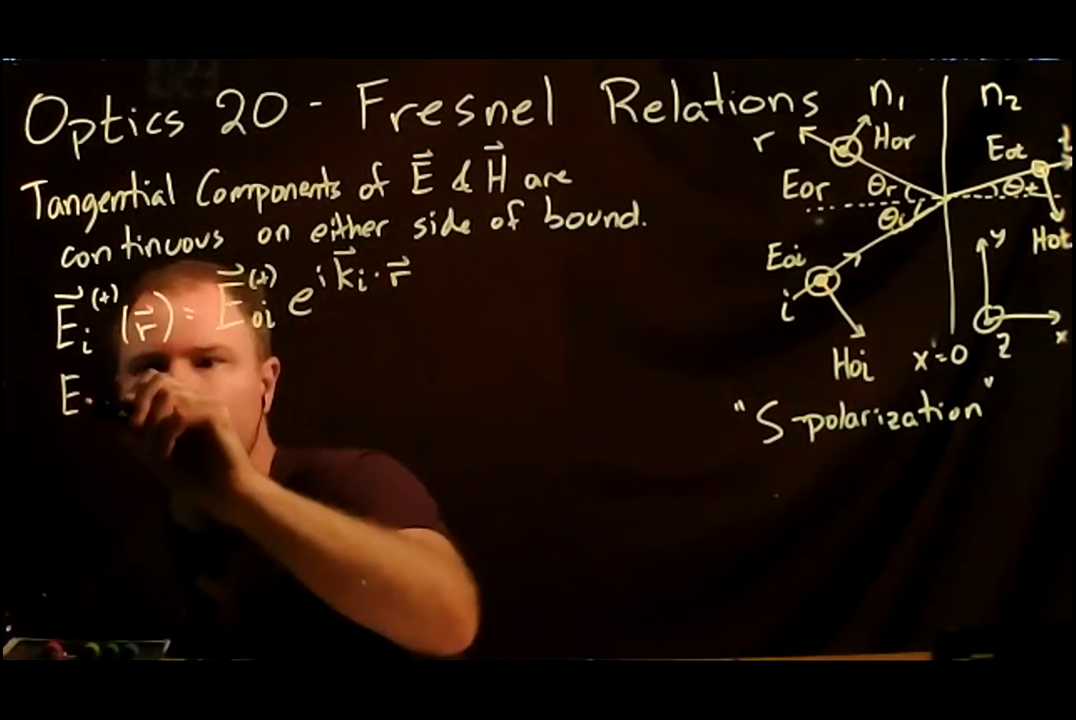 Optics 20 - Fresnel Relations
Tangential Components of E⃗ & H⃗ are
continuous on either side of bound.
E⃗ᵢ⁽⁺⁾(r⃗) = E⃗₀ᵢ⁽⁺⁾ e^{i k⃗ᵢ · r⃗}
E
n₁ n₂
r Hor
Eor θr
Eot t
θt
θi
Hot
Eoi
i
Hoi
y
x
z
x=0
"S-polarization"